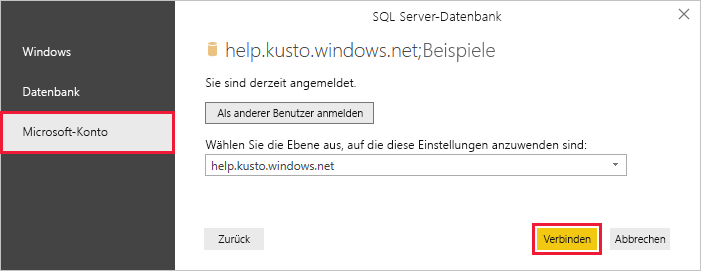 SQL Server-Datenbank
Windows
Datenbank
Microsoft-Konto
help.kusto.windows.net;Beispiele
Sie sind derzeit angemeldet.
Als anderer Benutzer anmelden
Wählen Sie die Ebene aus, auf die diese Einstellungen anzuwenden sind:
help.kusto.windows.net
Zurück
Verbinden
Abbrechen